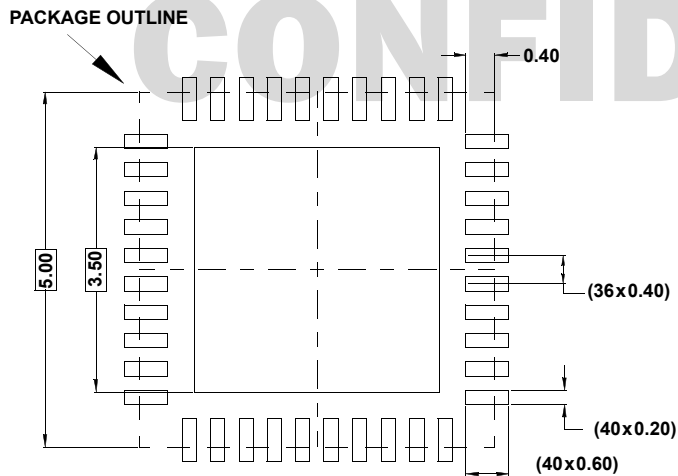 CONFID
PACKAGE OUTLINE
0.40
5.00
3.50
(36x0.40)
(40x0.20)
(40x0.60)